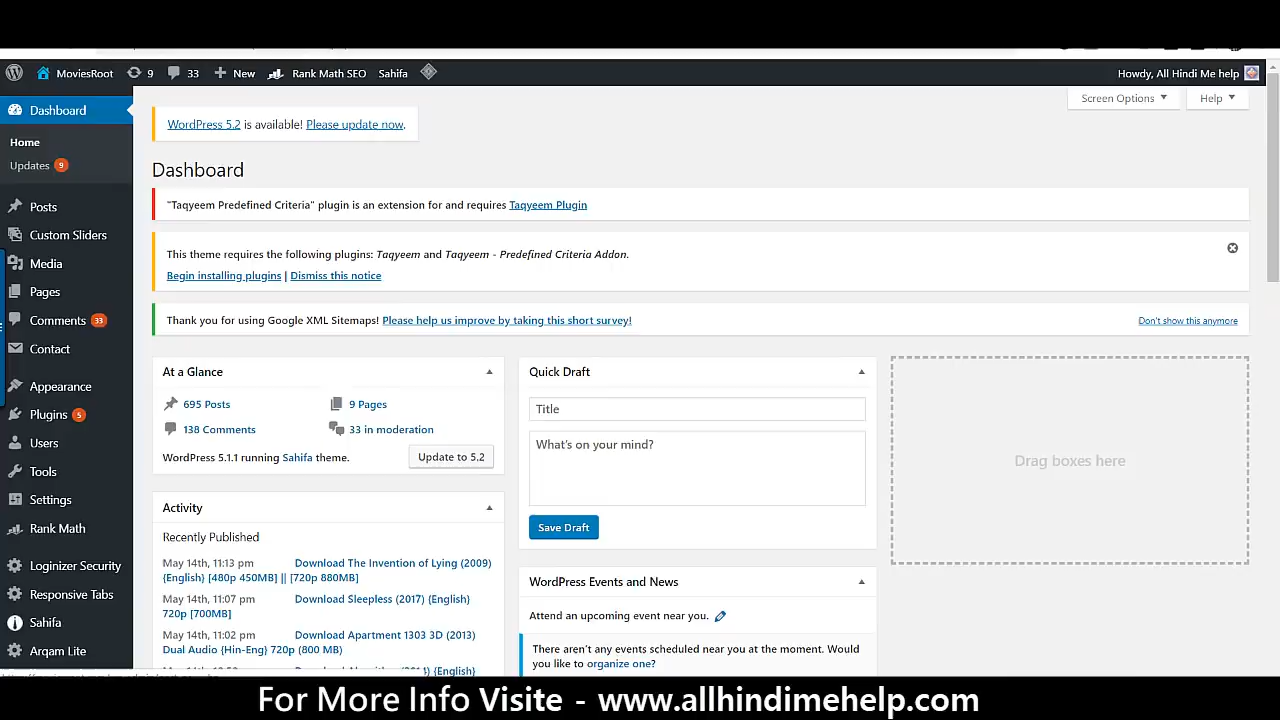 MoviesRoot 9 33 New Rank Math SEO Sahifa Howdy, All Hindi Me help
Screen Options Help
Dashboard
Home
Updates 9
Posts
Custom Sliders
Media
Pages
Comments 33
Contact
Appearance
Plugins 5
Users
Tools
Settings
Rank Math
Loginizer Security
Responsive Tabs
Sahifa
Arqam Lite
WordPress 5.2 is available! Please update now.
Dashboard
"Taqyeem Predefined Criteria" plugin is an extension for and requires Taqyeem Plugin
This theme requires the following plugins: Taqyeem and Taqyeem - Predefined Criteria Addon.
Begin installing plugins | Dismiss this notice
Thank you for using Google XML Sitemaps! Please help us improve by taking this short survey! Don't show this anymore
At a Glance
695 Posts 9 Pages
138 Comments 33 in moderation
WordPress 5.1.1 running Sahifa theme. Update to 5.2
Activity
Recently Published
May 14th, 11:13 pm Download The Invention of Lying (2009)
{English} [480p 450MB] || [720p 880MB]
May 14th, 11:07 pm Download Sleepless (2017) {English}
720p [700MB]
May 14th, 11:02 pm Download Apartment 1303 3D (2013)
Dual Audio {Hin-Eng} 720p (800 MB)
Quick Draft
Title
What's on your mind?
Save Draft
WordPress Events and News
Attend an upcoming event near you.
There aren't any events scheduled near you at the moment. Would
you like to organize one?
Drag boxes here
For More Info Visite - www.allhindimehelp.com